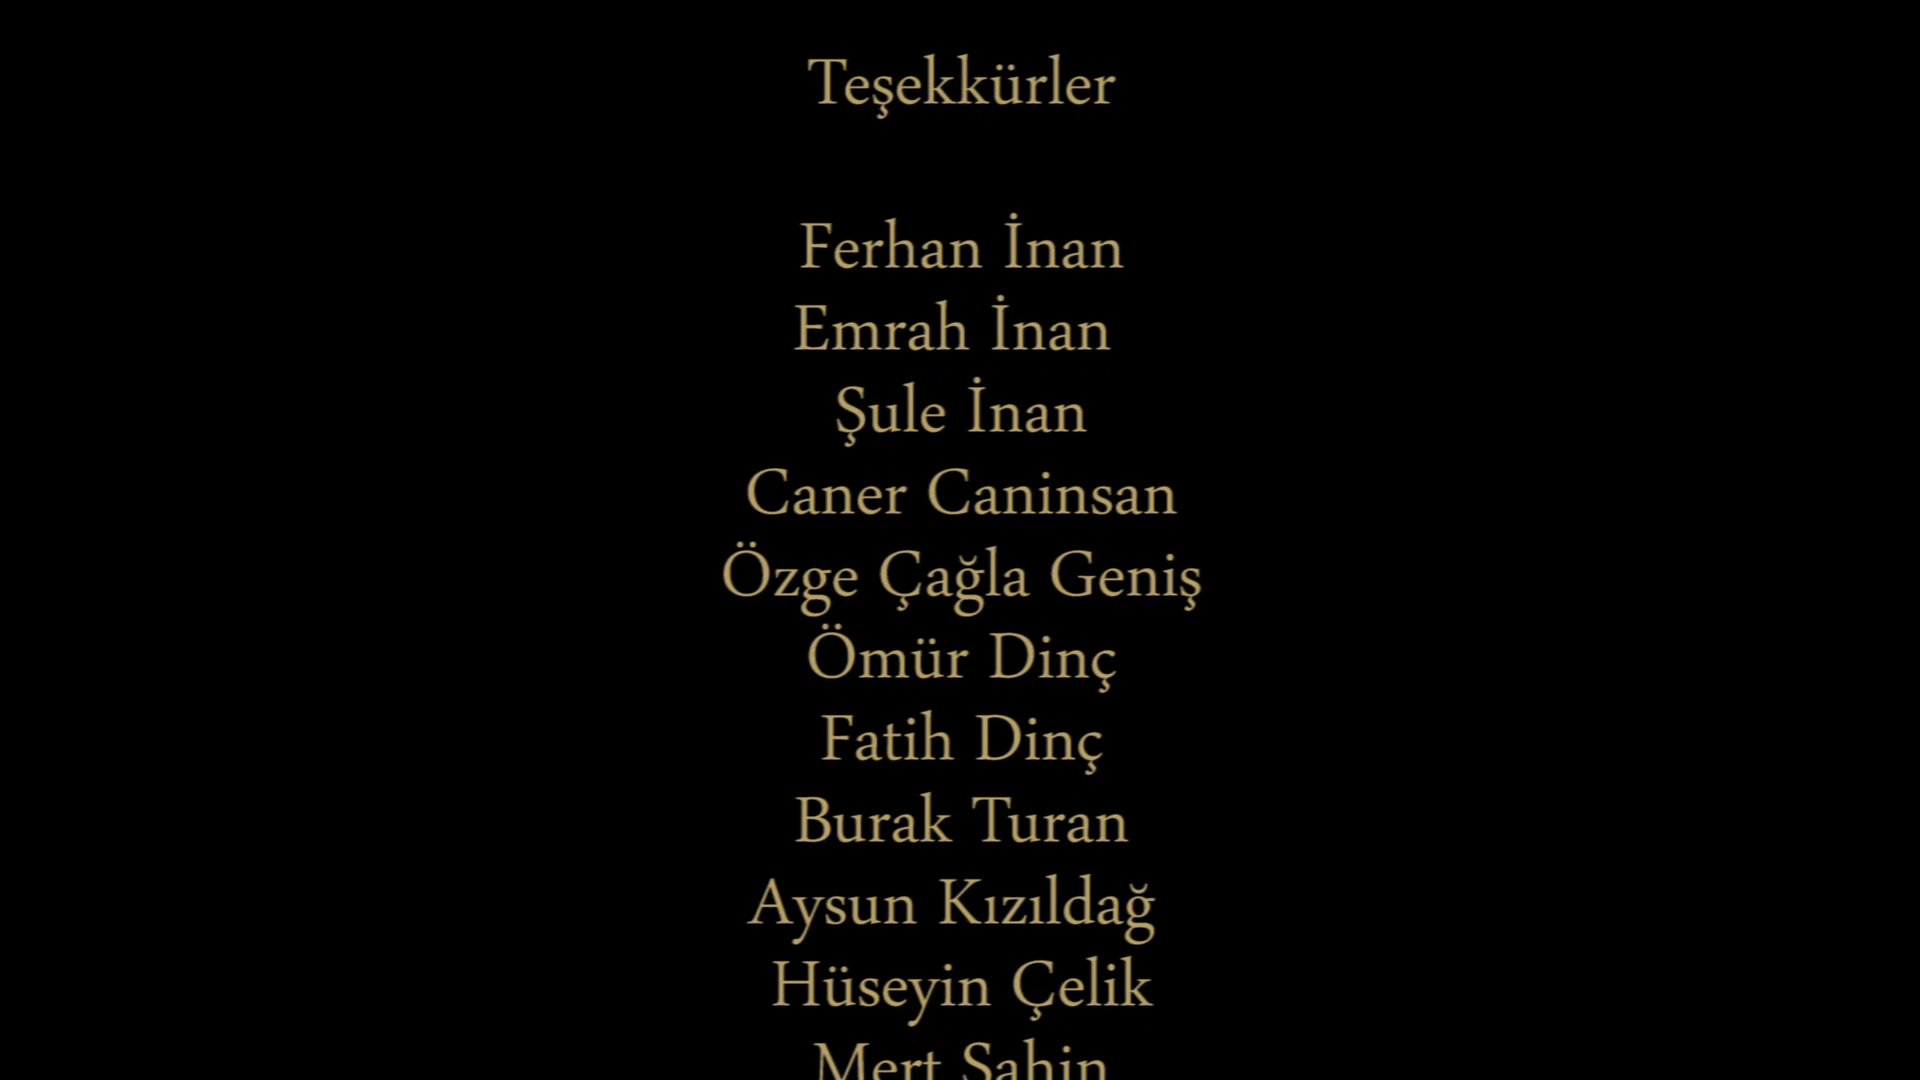 Teşekkürler
Ferhan İnan
Emrah İnan
Şule İnan
Caner Caninsan
Özge Çağla Geniş
Ömür Dinç
Fatih Dinç
Burak Turan
Aysun Kızıldağ
Hüseyin Çelik
Mert